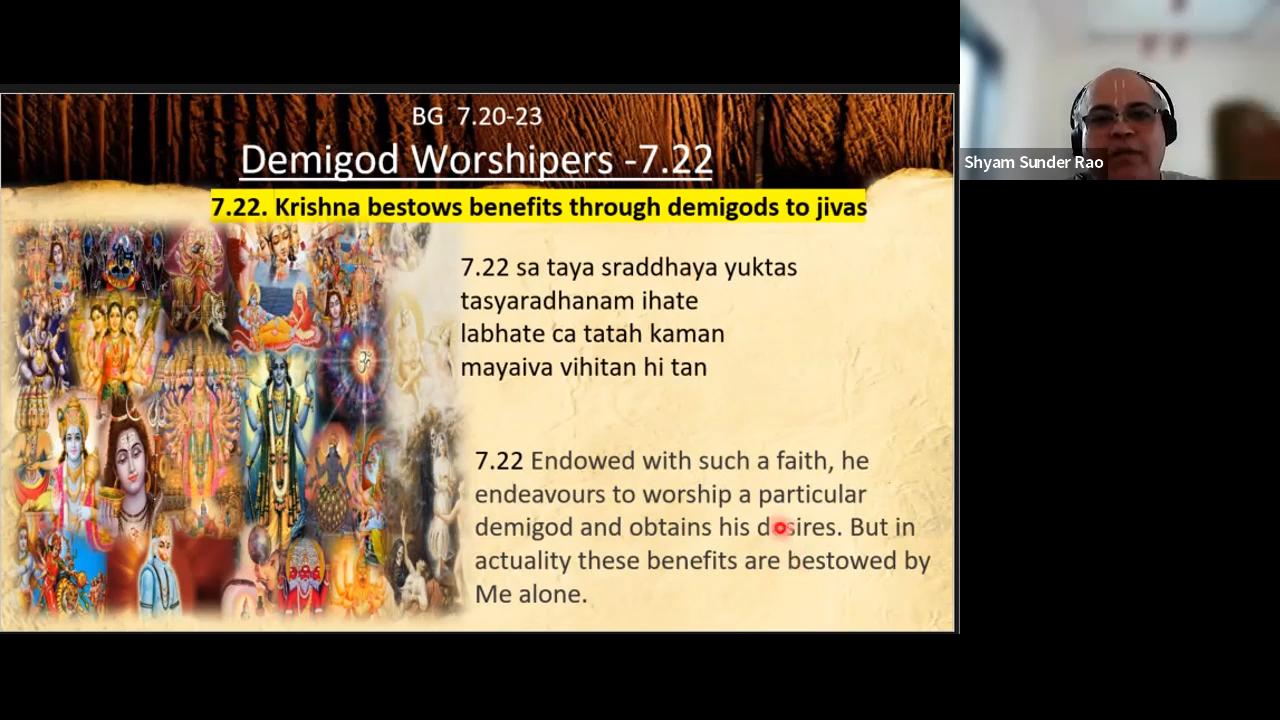 BG 7.20-23
Demigod Worshipers -7.22
7.22. Krishna bestows benefits through demigods to jivas
7.22 sa taya sraddhaya yuktas
tasyaradhanam ihate
labhate ca tatah kaman
mayaiva vihitan hi tan
7.22 Endowed with such a faith, he
endeavours to worship a particular
demigod and obtains his desires. But in
actuality these benefits are bestowed by
Me alone.
Shyam Sunder Rao
ॐ